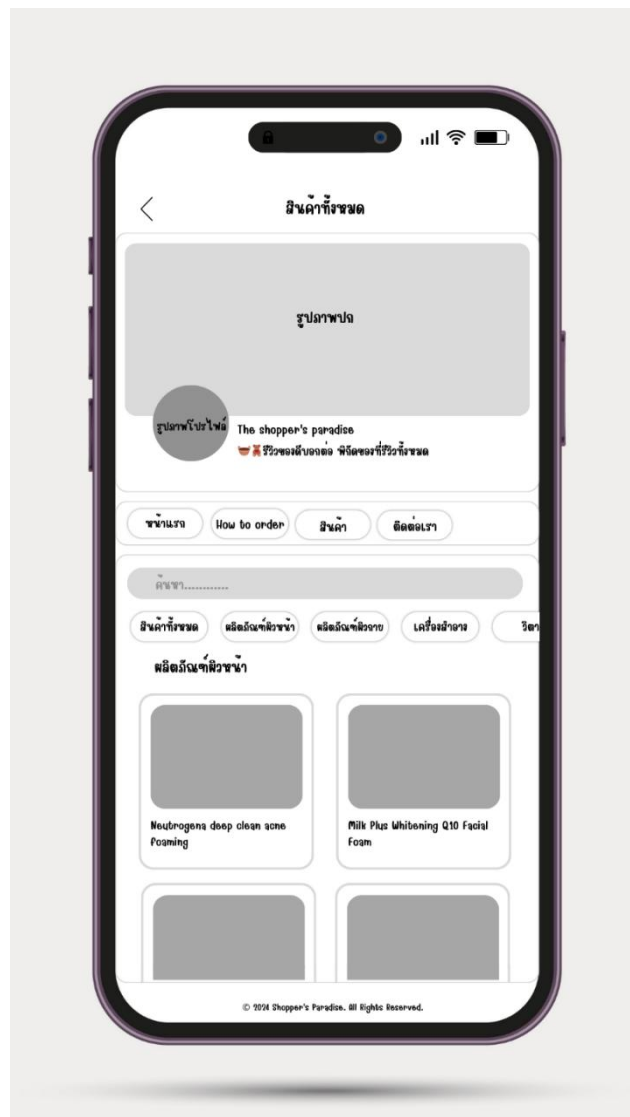 สินค้าทั้งหมด
รูปภาพปก
รูปภาพโปรไฟล์
The shopper's paradise
รีวิวของดีบอกต่อ พิกัดของที่รีวิวทั้งหมด
หน้าแรก
How to order
สินค้า
ติดต่อเรา
ค้นหา............
สินค้าทั้งหมด
ผลิตภัณฑ์ผิวหน้า
ผลิตภัณฑ์ผิวกาย
เครื่องสำอาง
วิตา
ผลิตภัณฑ์ผิวหน้า
Neutrogena deep clean acne
foaming
Milk Plus Whitening Q10 Facial
Foam
© 2024 Shopper's Paradise. All Rights Reserved.